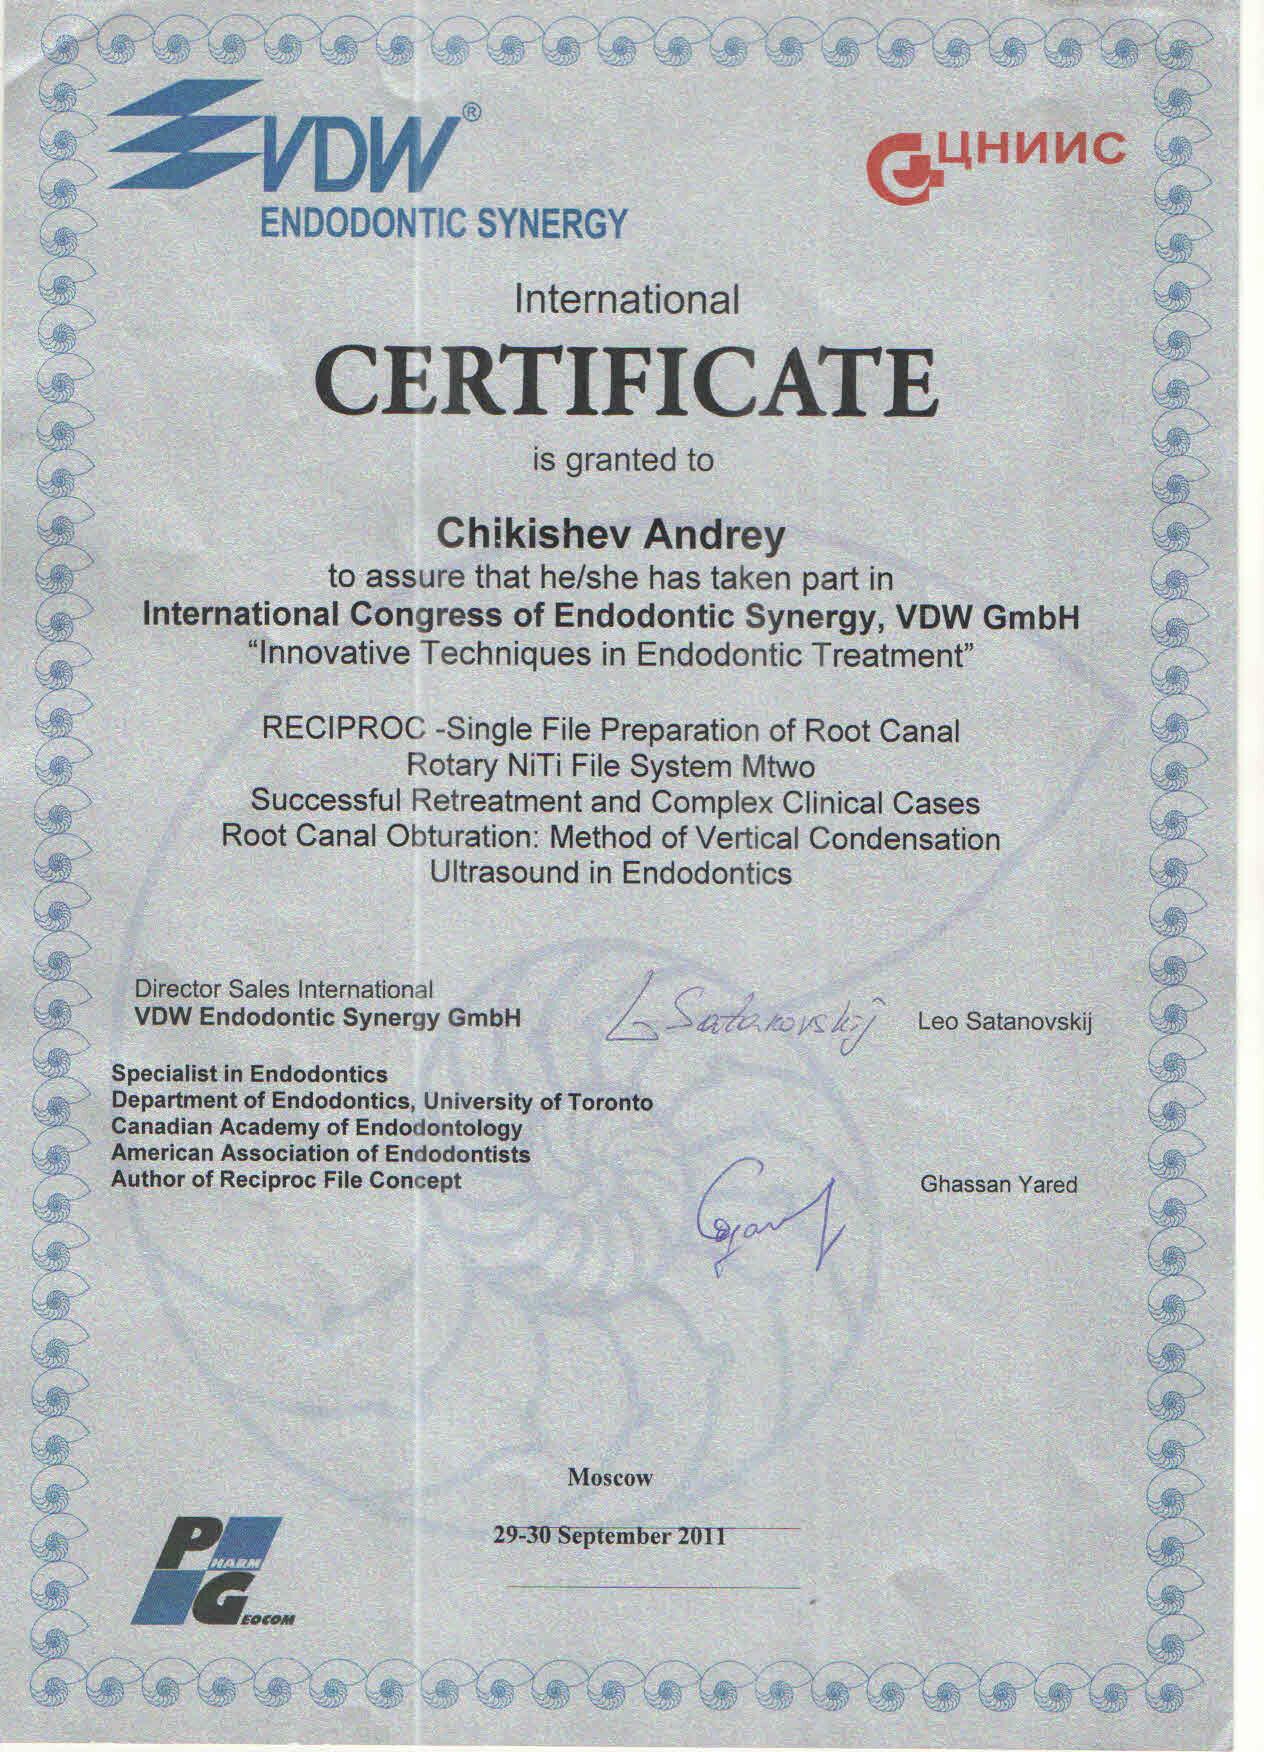 VDW®
ENDODONTIC SYNERGY
ЦНИИС
International
CERTIFICATE
is granted to
Chikishev Andrey
to assure that he/she has taken part in
International Congress of Endodontic Synergy, VDW GmbH
“Innovative Techniques in Endodontic Treatment”
RECIPROC -Single File Preparation of Root Canal
Rotary NiTi File System Mtwo
Successful Retreatment and Complex Clinical Cases
Root Canal Obturation: Method of Vertical Condensation
Ultrasound in Endodontics
Director Sales International
VDW Endodontic Synergy GmbH
L Satanovskij
Leo Satanovskij
Specialist in Endodontics
Department of Endodontics, University of Toronto
Canadian Academy of Endodontology
American Association of Endodontists
Author of Reciproc File Concept
Ghassan Yared
Moscow
29-30 September 2011
PHARM
GEOCOM